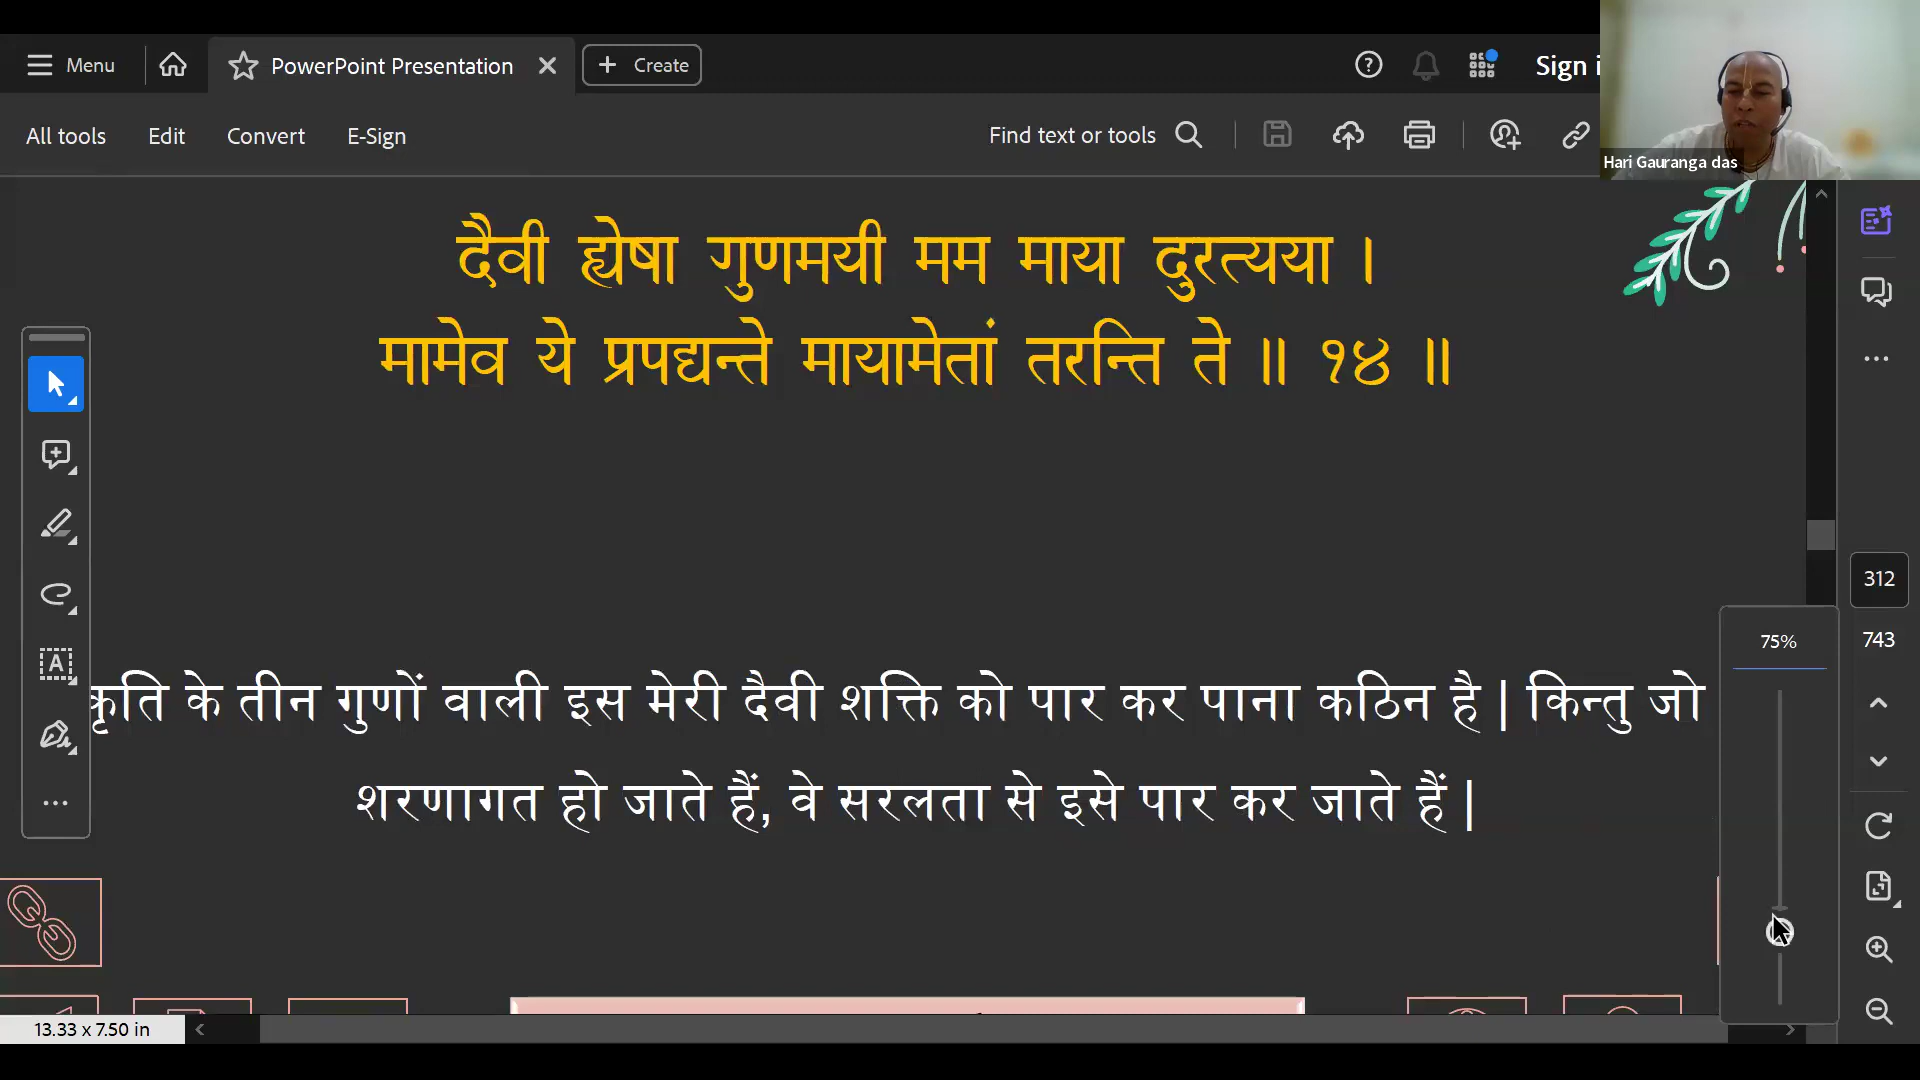 Menu
PowerPoint Presentation
Create
Sign
All tools
Edit
Convert
E-Sign
Find text or tools
Hari Gauranga das
दैवी ह्येषा गुणमयी मम माया दुरत्यया ।
मामेव ये प्रपद्यन्ते मायामेतां तरन्ति ते ॥ १४ ॥
312
743
75%
के तीन गुणों वाली इस मेरी दैवी शक्ति को पार कर पाना कठिन है | किन्तु जो
शरणागत हो जाते हैं, वे सरलता से इसे पार कर जाते हैं |
13.33 x 7.50 in